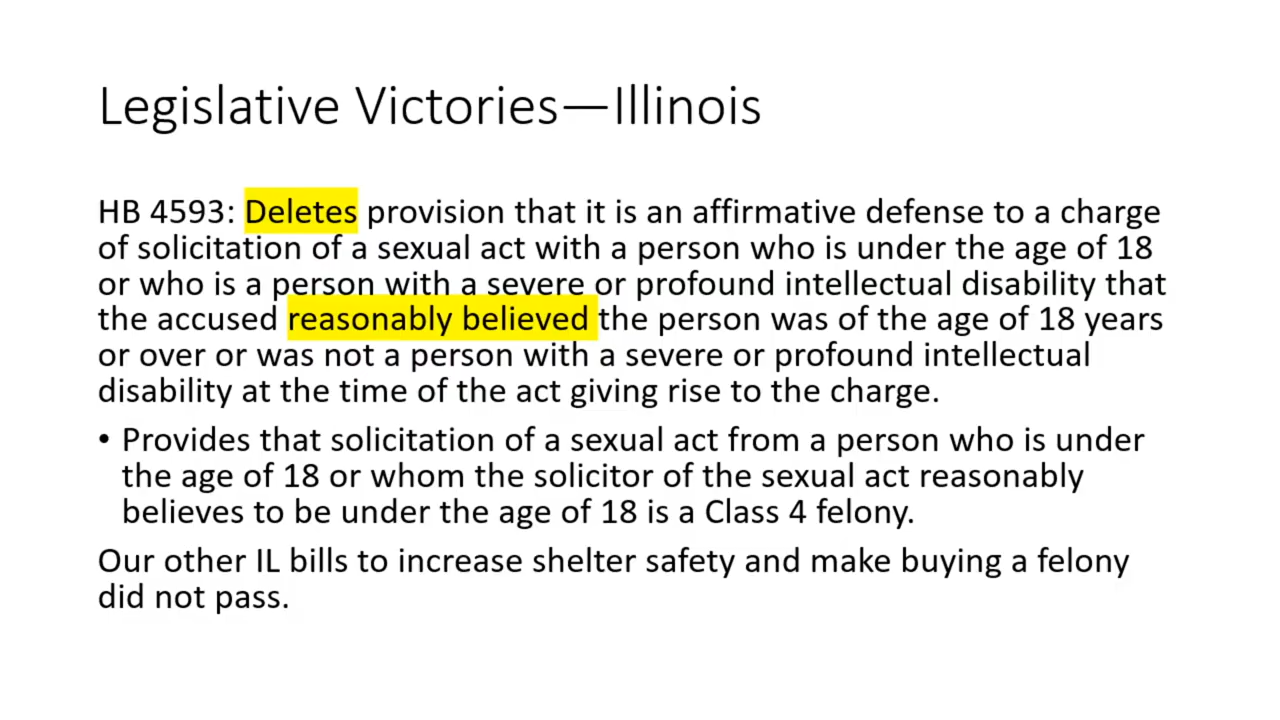 Legislative Victories—Illinois
HB 4593: Deletes provision that it is an affirmative defense to a charge
of solicitation of a sexual act with a person who is under the age of 18
or who is a person with a severe or profound intellectual disability that
the accused reasonably believed the person was of the age of 18 years
or over or was not a person with a severe or profound intellectual
disability at the time of the act giving rise to the charge.
• Provides that solicitation of a sexual act from a person who is under
the age of 18 or whom the solicitor of the sexual act reasonably
believes to be under the age of 18 is a Class 4 felony.
Our other IL bills to increase shelter safety and make buying a felony
did not pass.